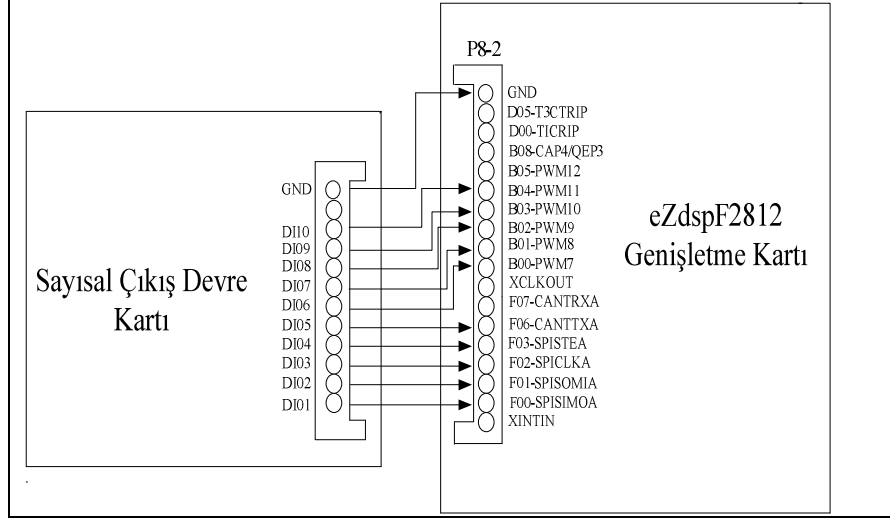 P8-2
GND
D05-T3CTRIP
D00-TICRIP
B08-CAP4/QEP3
B05-PWM12
B04-PWM11
B03-PWM10
B02-PWM9
B01-PWM8
B00-PWM7
XCLKOUT
F07-CANTRXA
F06-CANTTXA
F03-SPISTEA
F02-SPICLKA
F01-SPISOMIA
F00-SPISIMOA
XINTIN
eZdspF2812
Genişletme Kartı
GND
DI10
DI09
DI08
DI07
DI06
DI05
DI04
DI03
DI02
DI01
Sayısal Çıkış Devre
Kartı